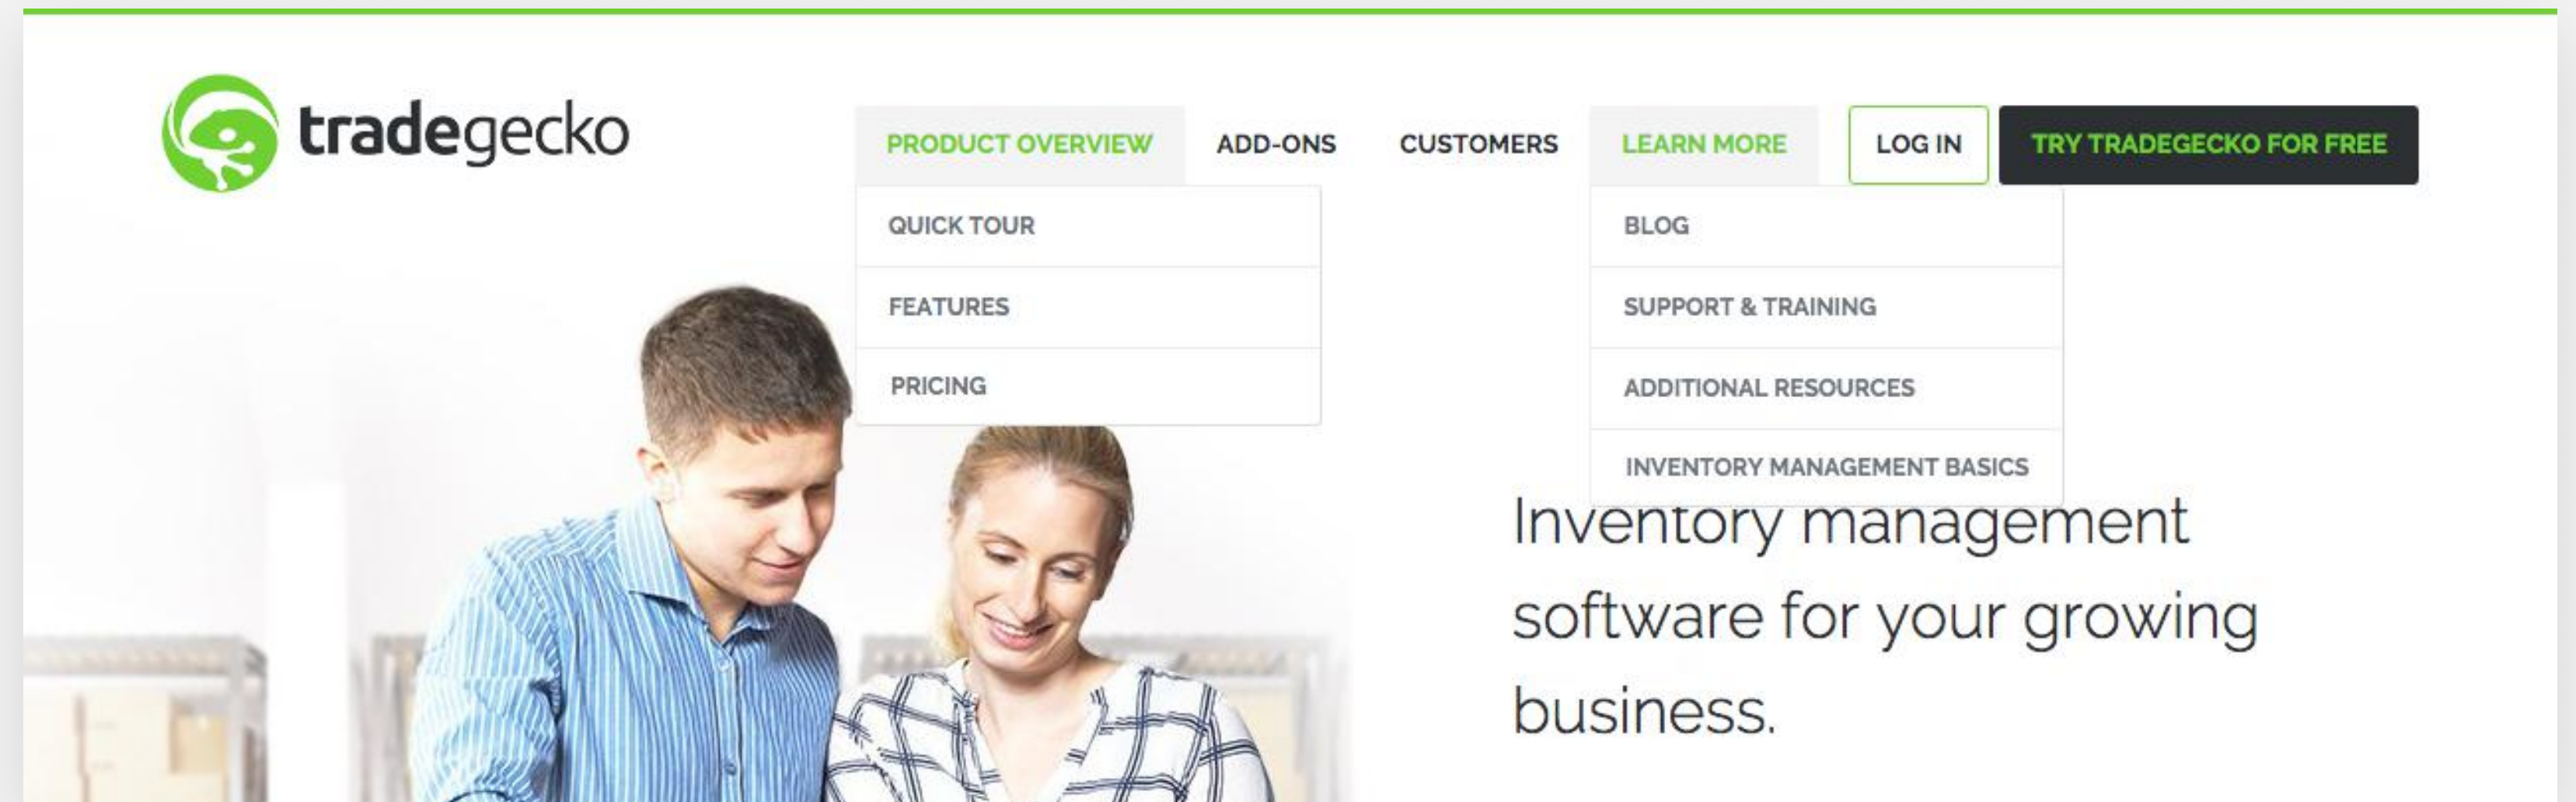 tradegecko
PRODUCT OVERVIEW
ADD-ONS
CUSTOMERS
LEARN MORE
LOG IN
TRY TRADEGECKO FOR FREE
QUICK TOUR
FEATURES
PRICING
BLOG
SUPPORT & TRAINING
ADDITIONAL RESOURCES
INVENTORY MANAGEMENT BASICS
Inventory management
software for your growing
business.